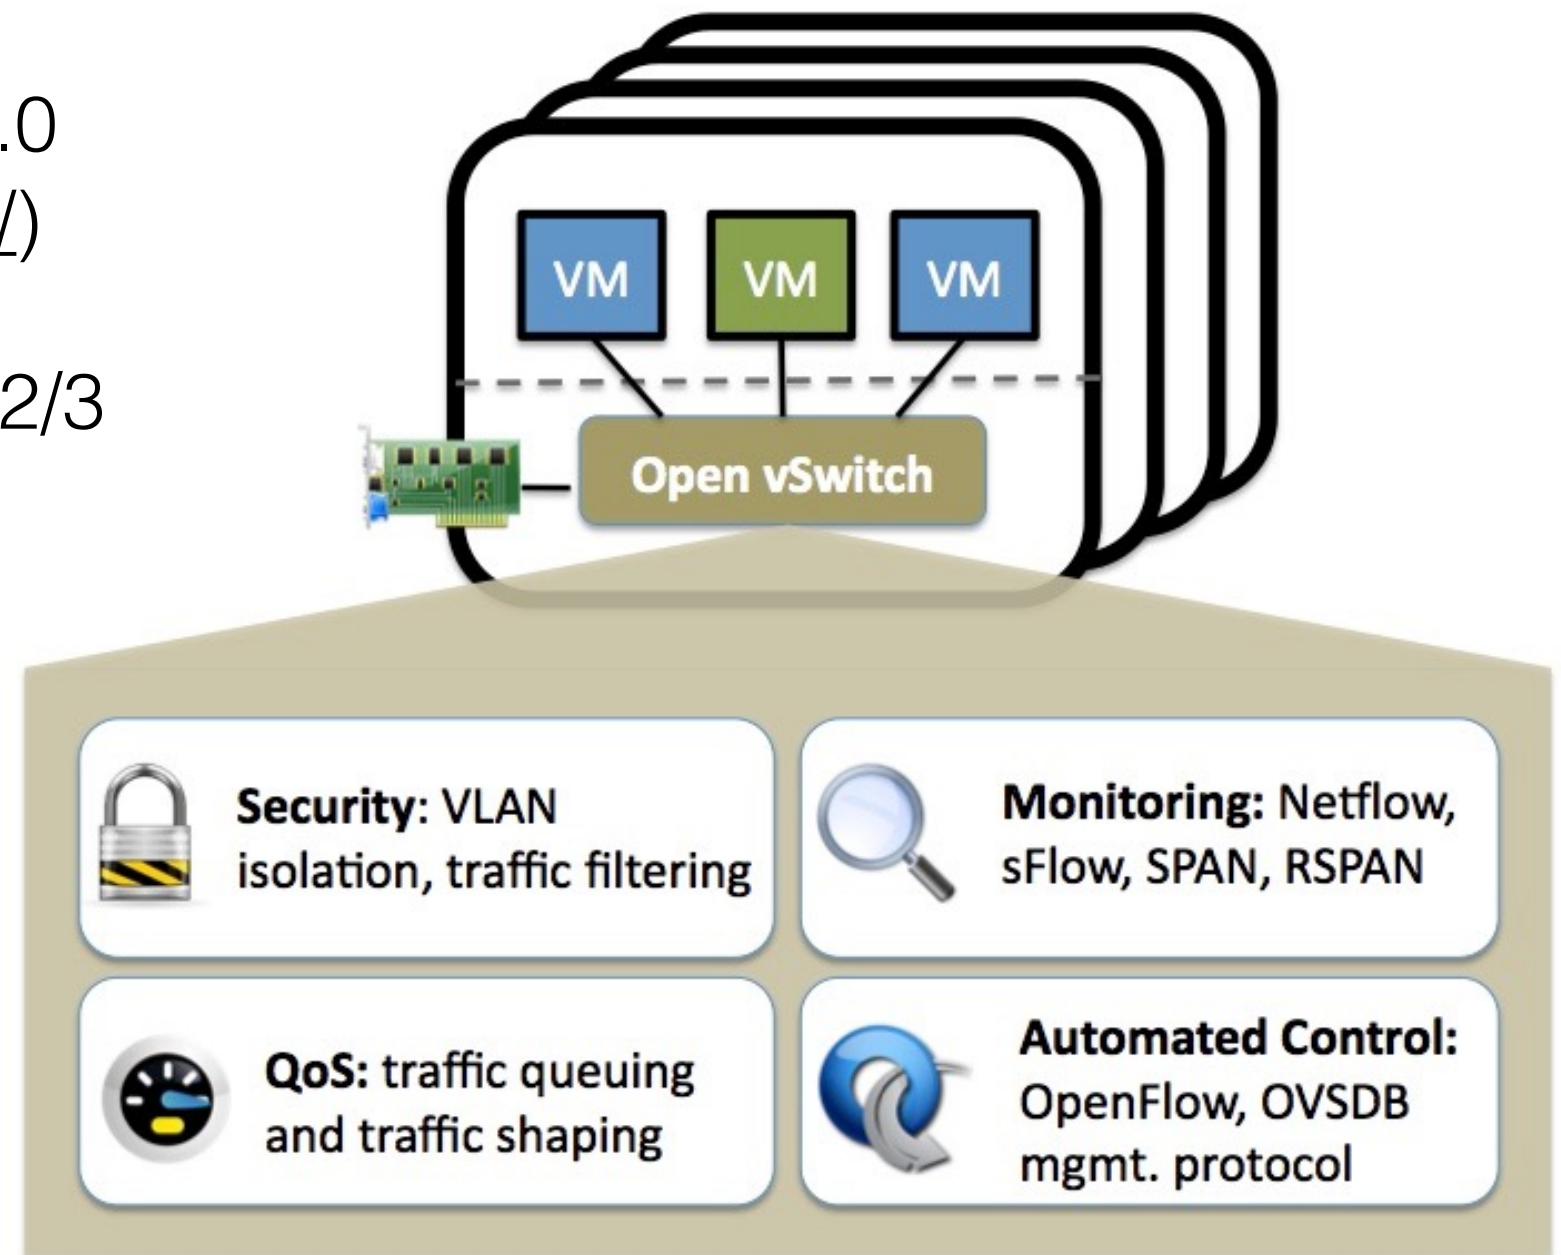 .0
/)
2/3
VM VM VM
Open vSwitch
Security: VLAN
isolation, traffic filtering
Monitoring: Netflow,
sFlow, SPAN, RSPAN
QoS: traffic queuing
and traffic shaping
Automated Control:
OpenFlow, OVSDB
mgmt. protocol